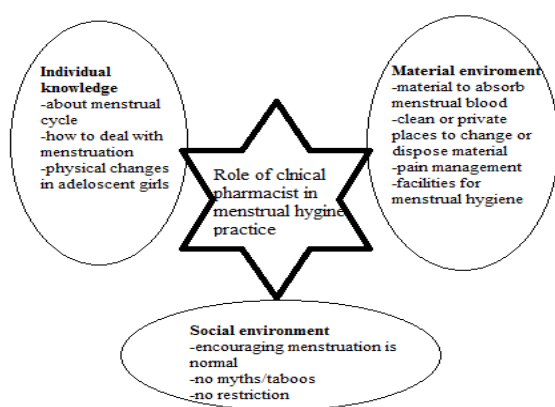 Individual
knowledge
-about menstrual
cycle
-how to deal with
menstruation
-physical changes
in adeloscent girls
Material enviroment
-material to absorb
menstrual blood
-clean or private
places to change or
dispose material
-pain management
-facilities for
menstrual hygiene
Role of clnical
pharmacist in
menstrual hygine
practice
Social environment
-encouraging menstruation is
normal
-no myths/taboos
-no restriction